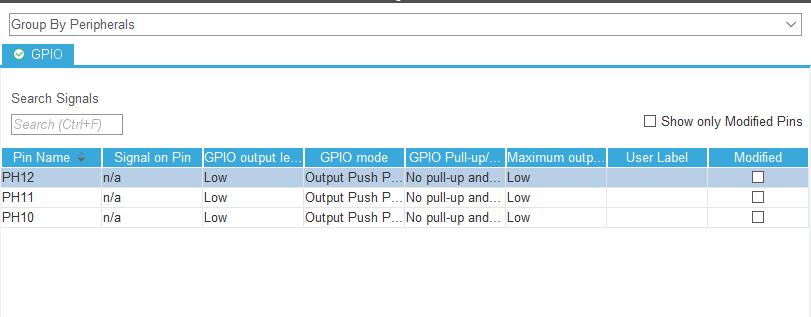 Group By Peripherals
GPIO
Search Signals
Search (Ctrl+F)
Show only Modified Pins
Pin Name Signal on Pin GPIO output le... GPIO mode GPIO Pull-up/... Maximum outp... User Label Modified
PH12 n/a Low Output Push P... No pull-up and... Low
PH11 n/a Low Output Push P... No pull-up and... Low
PH10 n/a Low Output Push P... No pull-up and... Low